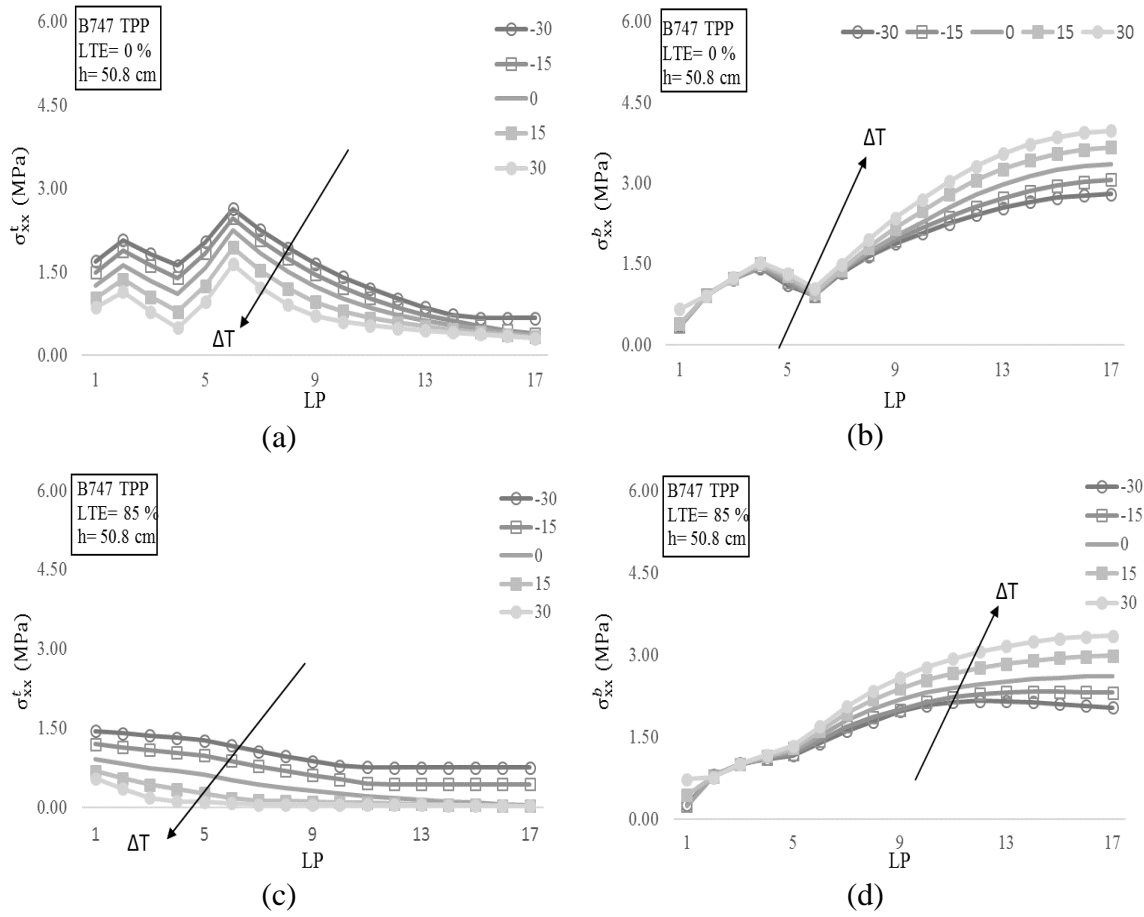 B747 TPP
LTE= 0 %
h= 50.8 cm
-30
-15
0
15
30
6.00
4.50
3.00
1.50
0.00
σᵗxx (MPa)
ΔT
1 5 9 13 17
LP
(a)
B747 TPP
LTE= 0 %
h= 50.8 cm
-30 -15 0 15 30
6.00
4.50
3.00
1.50
0.00
σᵇxx (MPa)
ΔT
1 5 9 13 17
LP
(b)
B747 TPP
LTE= 85 %
h= 50.8 cm
-30
-15
0
15
30
6.00
4.50
3.00
1.50
0.00
σᵗxx (MPa)
ΔT
1 5 9 13 17
LP
(c)
B747 TPP
LTE= 85 %
h= 50.8 cm
-30
-15
0
15
30
6.00
4.50
3.00
1.50
0.00
σᵇxx (MPa)
ΔT
1 5 9 13 17
LP
(d)